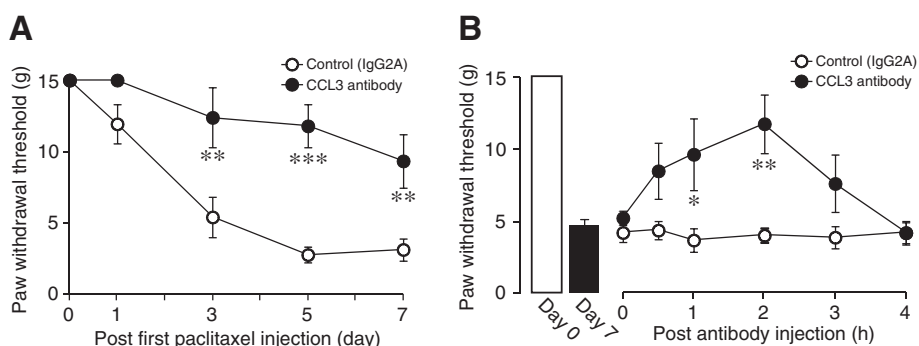 A
Control (IgG2A)
CCL3 antibody
Paw withdrawal threshold (g)
15
10
5
0
**
***
**
0 1 3 5 7
Post first paclitaxel injection (day)
B
Control (IgG2A)
CCL3 antibody
Paw withdrawal threshold (g)
15
10
5
0
*
**
Day 0
Day 7
0 1 2 3 4
Post antibody injection (h)